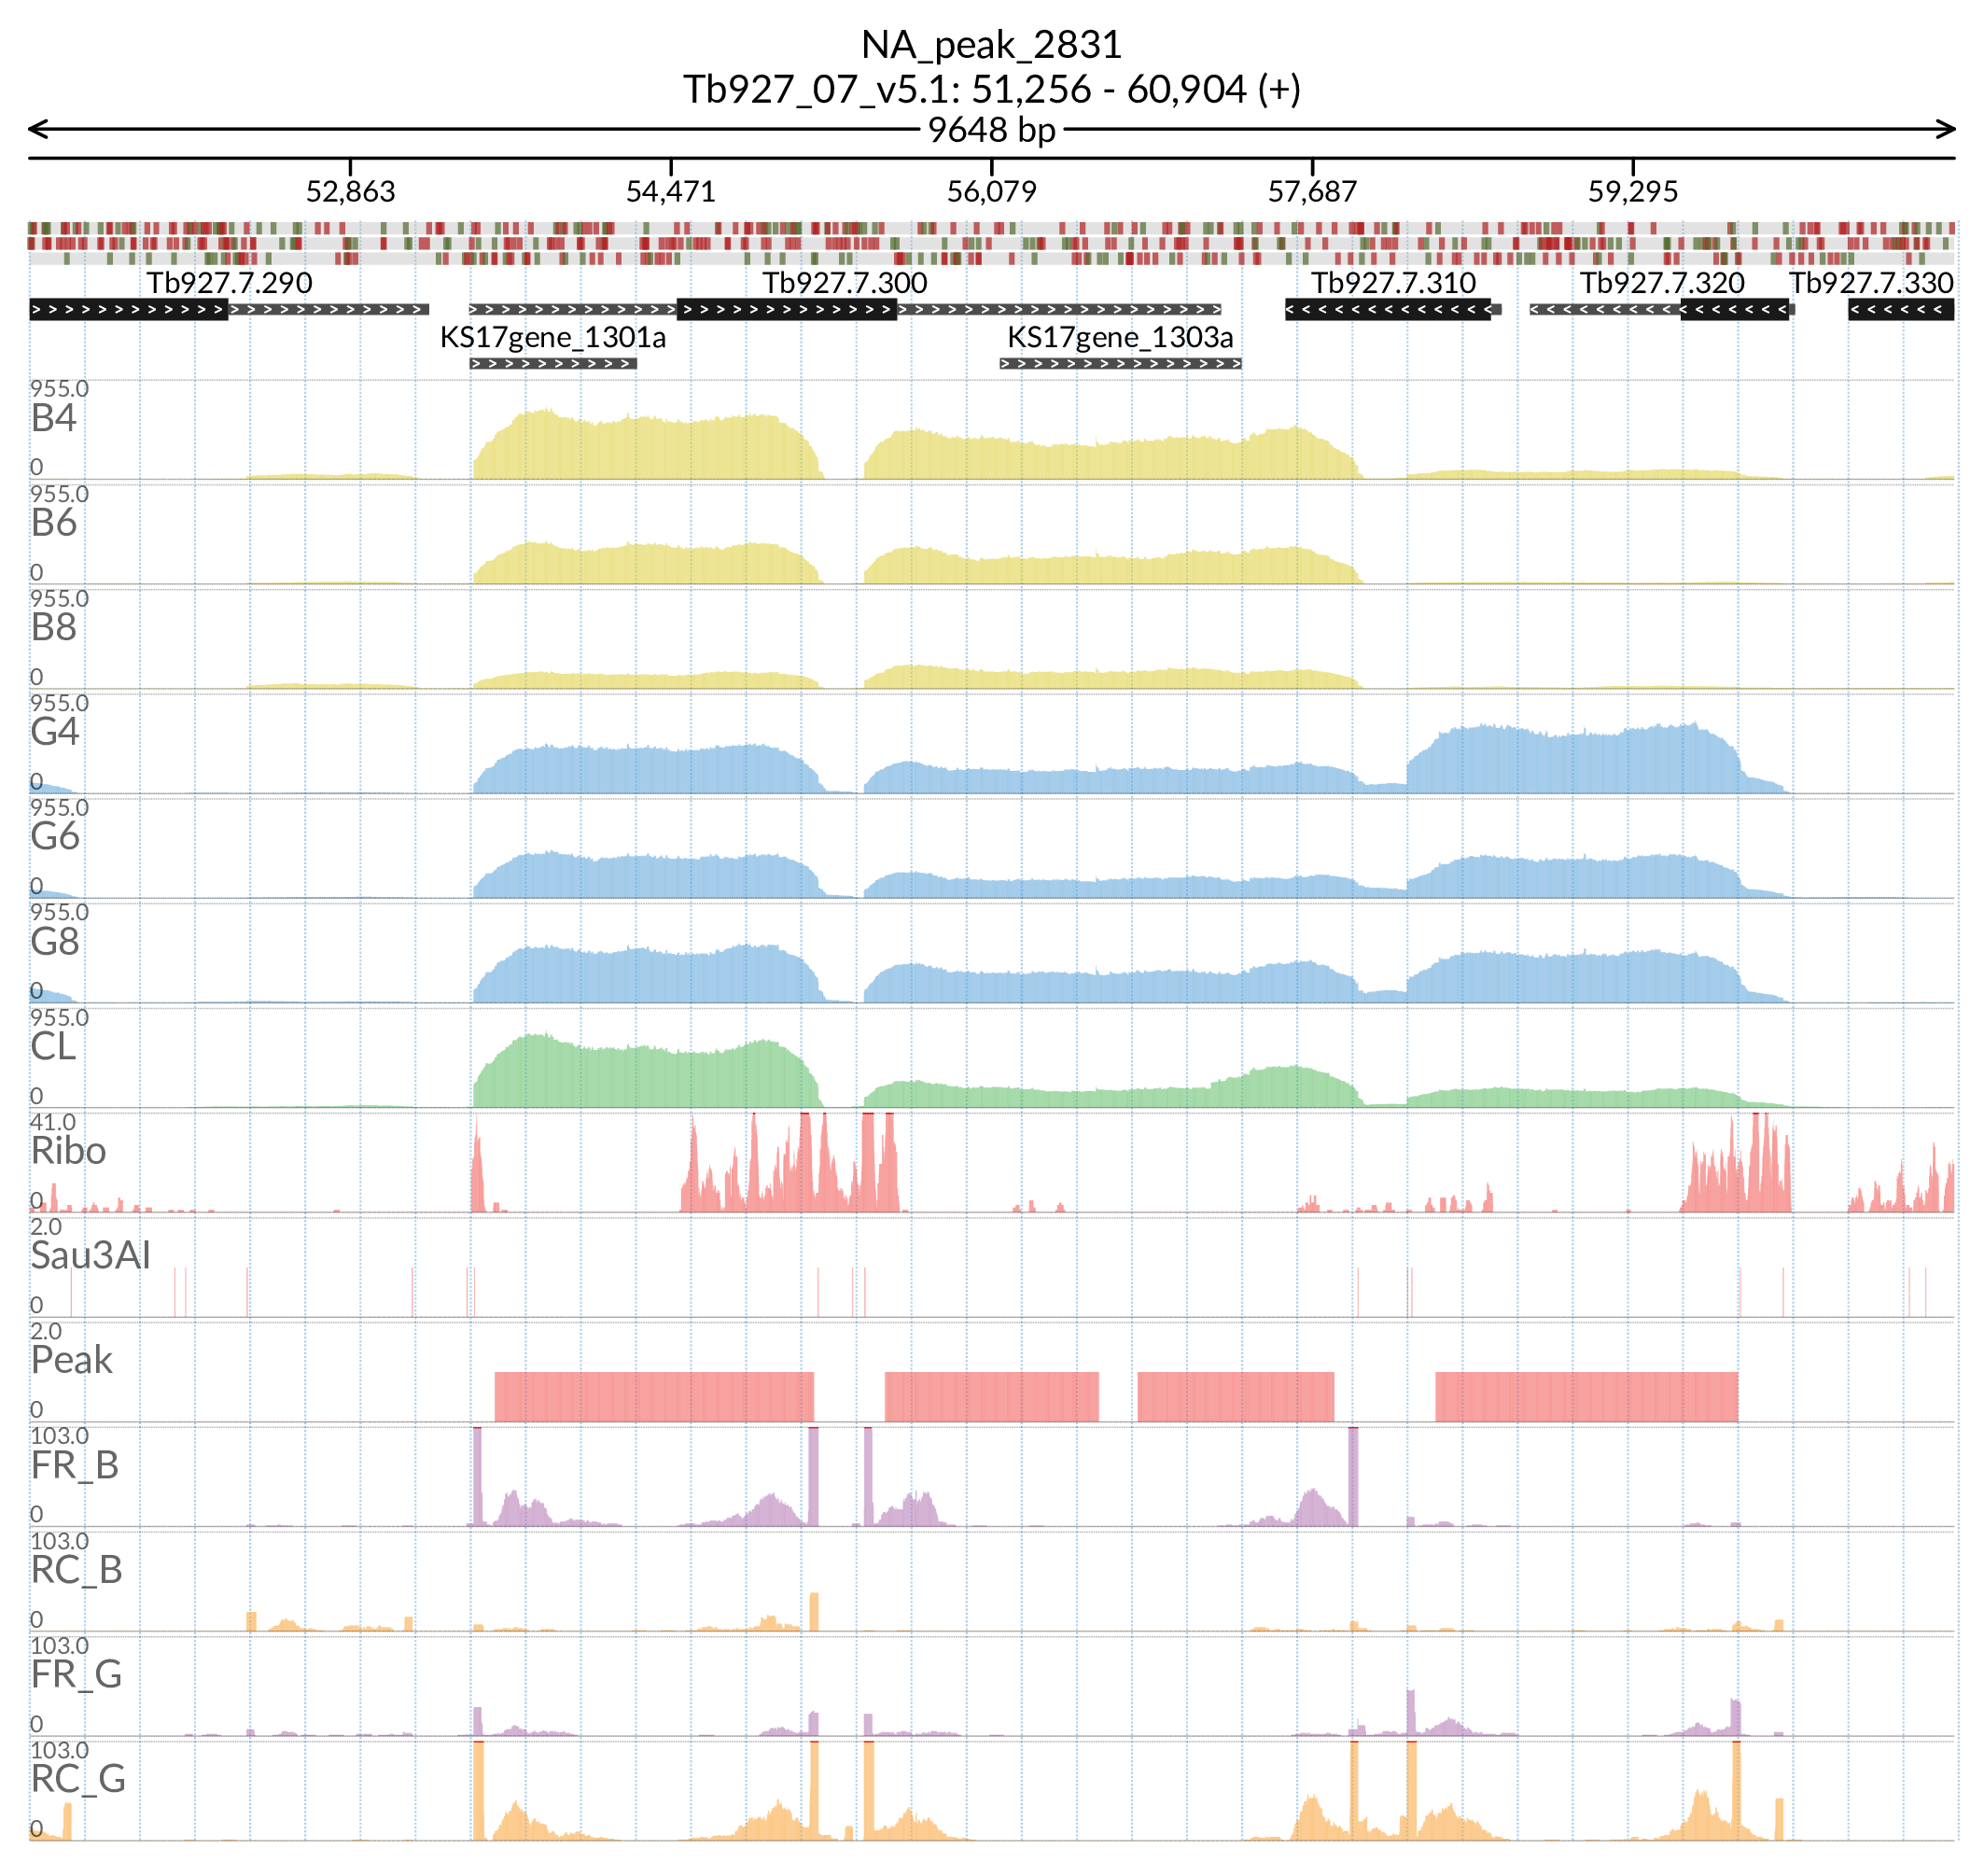 NA_peak_2831
Tb927_07_v5.1: 51,256 - 60,904 (+)
9648 bp
52,863 54,471 56,079 57,687 59,295
Tb927.7.290 Tb927.7.300 Tb927.7.310 Tb927.7.320 Tb927.7.330
KS17gene_1301a KS17gene_1303a
955.0
B4
0
955.0
B6
0
955.0
B8
0
955.0
G4
0
955.0
G6
0
955.0
G8
0
955.0
CL
0
41.0
Ribo
0
2.0
Sau3AI
0
2.0
Peak
0
103.0
FR_B
0
103.0
RC_B
0
103.0
FR_G
0
103.0
RC_G
0